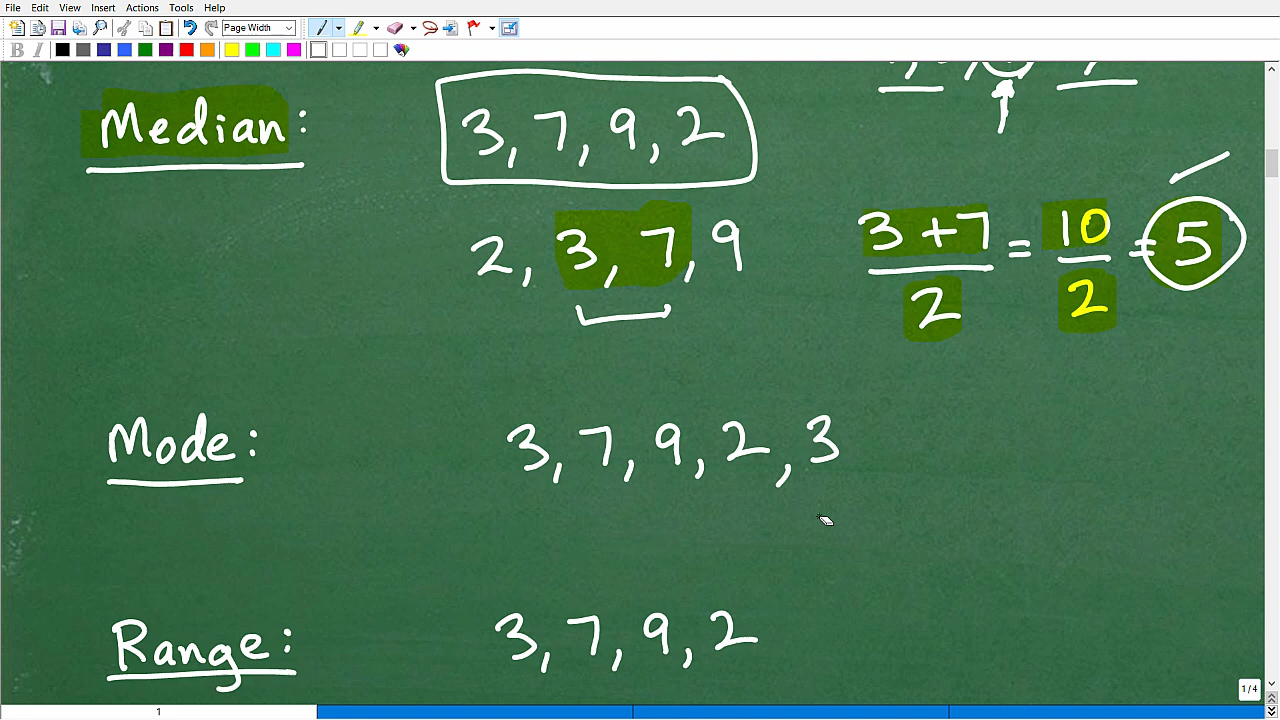 File Edit View Insert Actions Tools Help
Page Width
B I
Median: 3, 7, 9, 2
2, 3, 7, 9
3 + 7 / 2 = 10 / 2 = 5
Mode: 3, 7, 9, 2, 3
Range: 3, 7, 9, 2
1/4
1